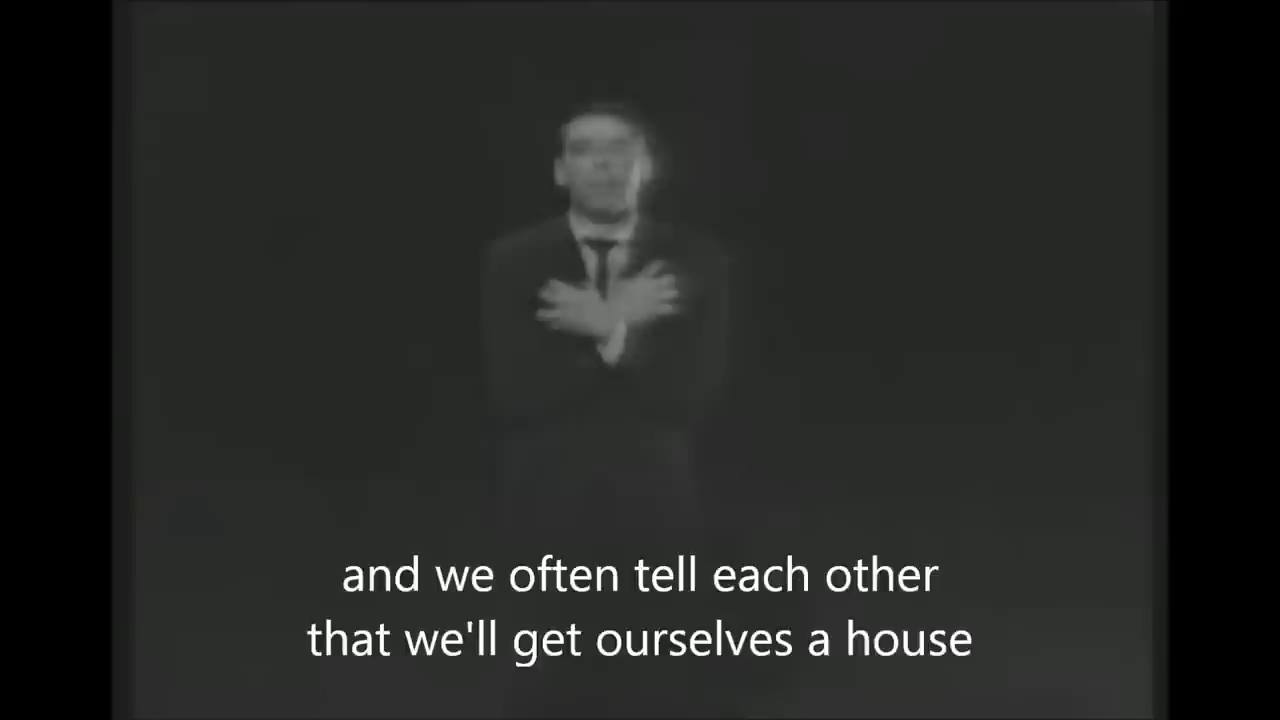 and we often tell each other
that we'll get ourselves a house